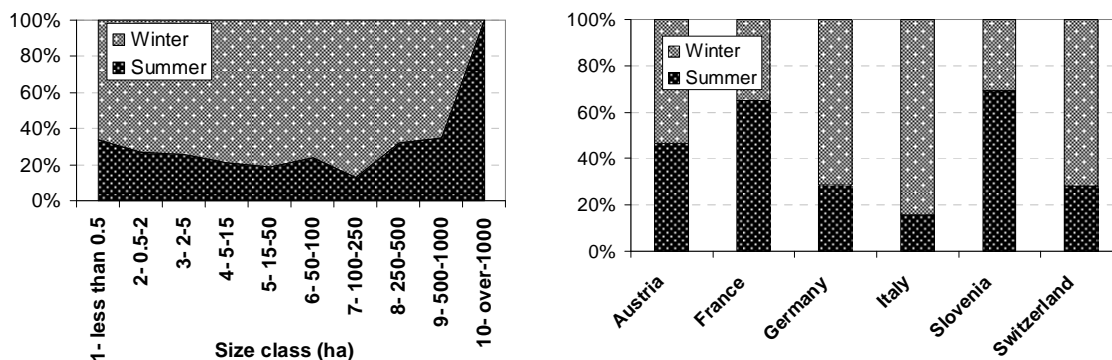 100%
80%
60%
40%
20%
0%
Winter
Summer
1- less than 0.5
2- 0.5-2
3- 2-5
4- 5-15
5- 15-50
6- 50-100
7- 100-250
8- 250-500
9- 500-1000
10- over-1000
Size class (ha)
100%
80%
60%
40%
20%
0%
Winter
Summer
Austria
France
Germany
Italy
Slovenia
Switzerland